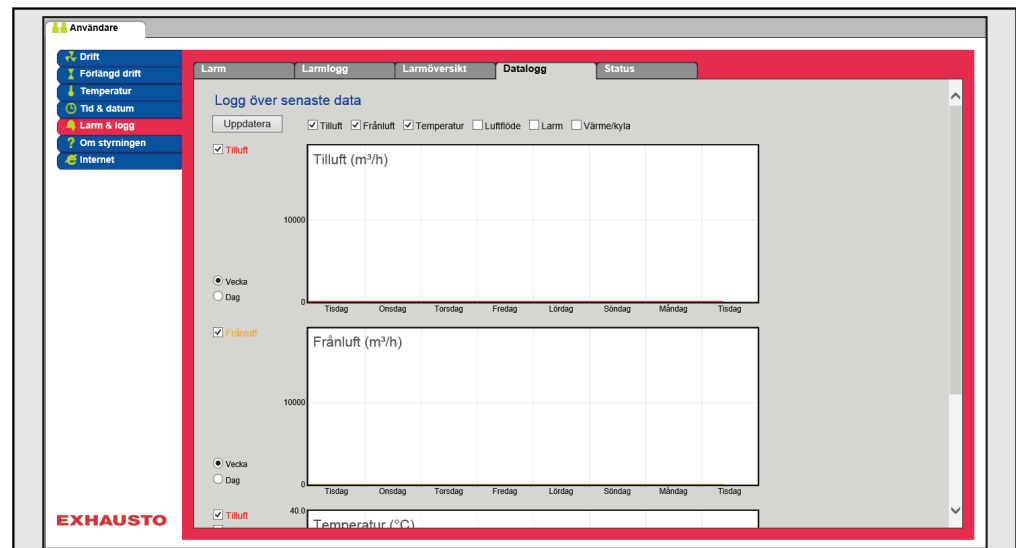 Användare
Drift
Förlängd drift
Temperatur
Tid & datum
Larm & logg
Om styrningen
Internet
EXHAUSTO
Larm Larmlogg Larmöversikt Datalogg Status
Logg över senaste data
Uppdatera Tilluft Frånluft Temperatur Luftflöde Larm Värme/kyla
Tilluft
Tilluft (m³/h)
10000
Vecka
Dag
0
Tisdag Onsdag Torsdag Fredag Lördag Söndag Måndag Tisdag
Frånluft
Frånluft (m³/h)
10000
Vecka
Dag
0
Tisdag Onsdag Torsdag Fredag Lördag Söndag Måndag Tisdag
Tilluft
40.0
Temperatur (°C)